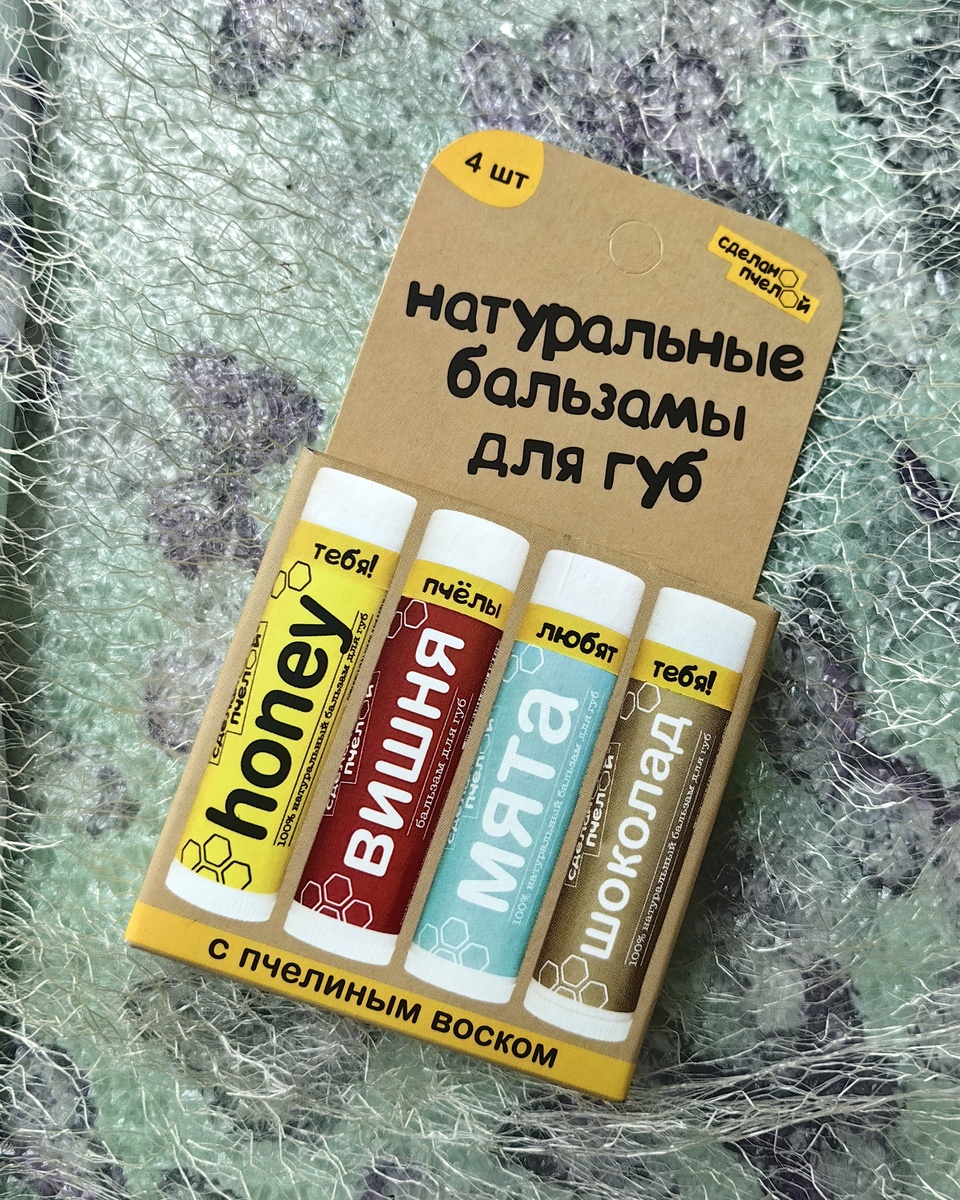 4 шт
сделано
пчелой
натуральные
бальзамы
для губ
тебя!
honey
сделано
пчелой
100% натуральный бальзам для губ
пчёлы
вишня
сделано
пчелой
бальзам для губ
любят
мята
сделано
пчелой
100% натуральный бальзам для губ
тебя!
шоколад
сделано
пчелой
100% натуральный бальзам для губ
с пчелиным воском